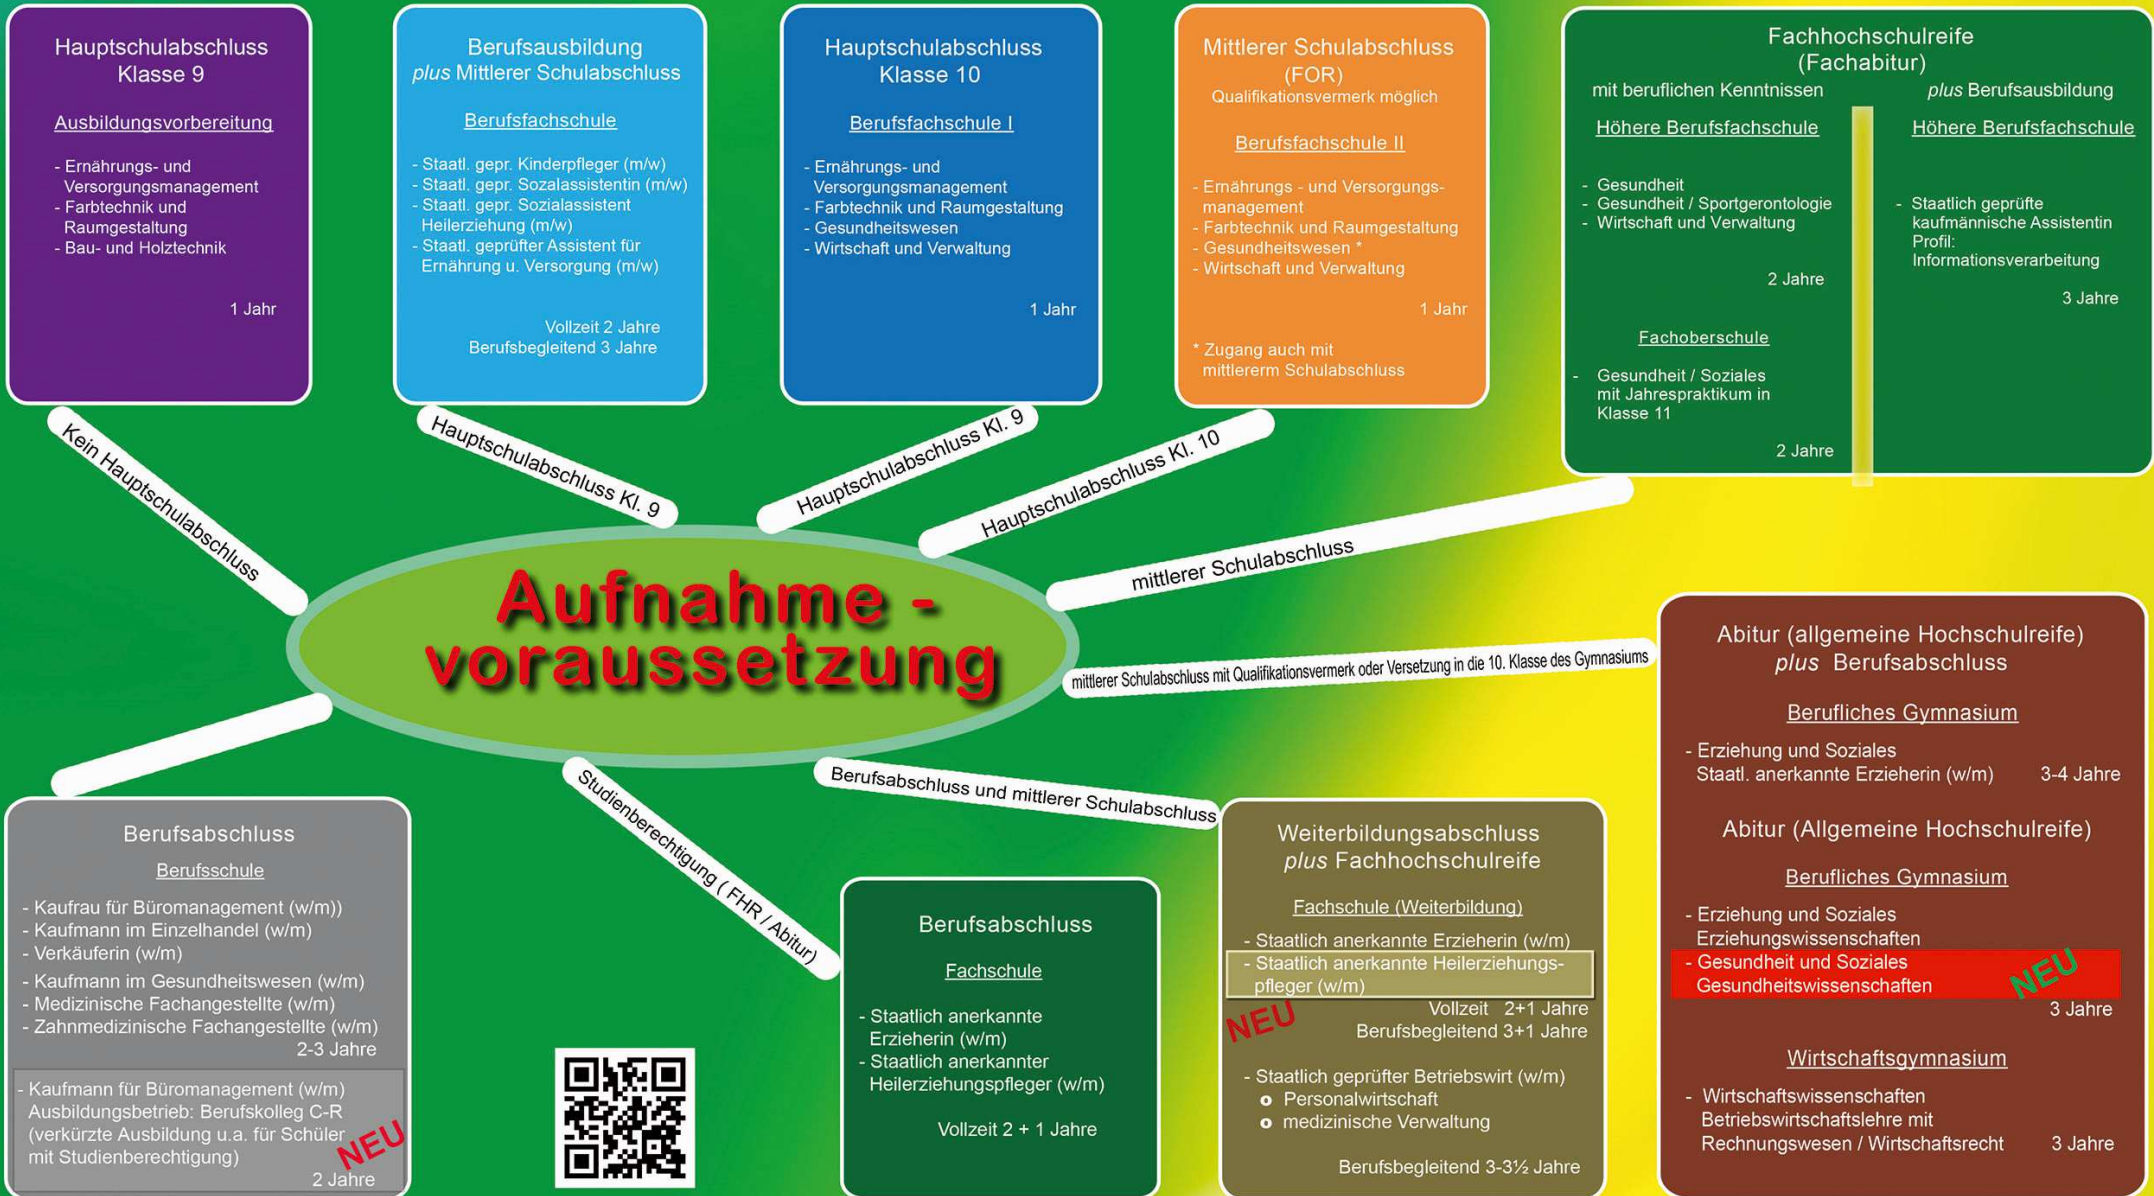 Hauptschulabschluss
Klasse 9
Ausbildungsvorbereitung
- Ernährungs- und
Versorgungsmanagement
- Farbtechnik und
Raumgestaltung
- Bau- und Holztechnik
1 Jahr
Berufsausbildung
plus Mittlerer Schulabschluss
Berufsfachschule
- Staatl. gepr. Kinderpfleger (m/w)
- Staatl. gepr. Sozalassistentin (m/w)
- Staatl. gepr. Sozialassistent
Heilerziehung (m/w)
- Staatl. geprüfter Assistent für
Ernährung u. Versorgung (m/w)
Vollzeit 2 Jahre
Berufsbegleitend 3 Jahre
Hauptschulabschluss
Klasse 10
Berufsfachschule I
- Ernährungs- und
Versorgungsmanagement
- Farbtechnik und Raumgestaltung
- Gesundheitswesen
- Wirtschaft und Verwaltung
1 Jahr
Mittlerer Schulabschluss
(FOR)
Qualifikationsvermerk möglich
Berufsfachschule II
- Ernährungs - und Versorgungs-
management
- Farbtechnik und Raumgestaltung
- Gesundheitswesen *
- Wirtschaft und Verwaltung
1 Jahr
* Zugang auch mit
mittlererm Schulabschluss
Fachhochschulreife
(Fachabitur)
mit beruflichen Kenntnissen
Höhere Berufsfachschule
- Gesundheit
- Gesundheit / Sportgerontologie
- Wirtschaft und Verwaltung
2 Jahre
Fachoberschule
- Gesundheit / Soziales
mit Jahrespraktikum in
Klasse 11
2 Jahre
plus Berufsausbildung
Höhere Berufsfachschule
- Staatlich geprüfte
kaufmännische Assistentin
Profil:
Informationsverarbeitung
3 Jahre
Kein Hauptschulabschluss
Hauptschulabschluss Kl. 9
Hauptschulabschluss Kl. 9
Hauptschulabschluss Kl. 10
mittlerer Schulabschluss
mittlerer Schulabschluss mit Qualifikationsvermerk oder Versetzung in die 10. Klasse des Gymnasiums
Aufnahme -
voraussetzung
Studienberechtigung ( FHR / Abitur)
Berufsabschluss und mittlerer Schulabschluss
Berufsabschluss
Berufsschule
- Kaufrau für Büromanagement (w/m))
- Kaufmann im Einzelhandel (w/m)
- Verkäuferin (w/m)
- Kaufmann im Gesundheitswesen (w/m)
- Medizinische Fachangestellte (w/m)
- Zahnmedizinische Fachangestellte (w/m)
2-3 Jahre
- Kaufmann für Büromanagement (w/m)
Ausbildungsbetrieb: Berufskolleg C-R
(verkürzte Ausbildung u.a. für Schüler
mit Studienberechtigung)
NEU
2 Jahre
Berufsabschluss
Fachschule
- Staatlich anerkannte
Erzieherin (w/m)
- Staatlich anerkannter
Heilerziehungspfleger (w/m)
Vollzeit 2 + 1 Jahre
Weiterbildungsabschluss
plus Fachhochschulreife
Fachschule (Weiterbildung)
- Staatlich anerkannte Erzieherin (w/m)
- Staatlich anerkannte Heilerziehungs-
pfleger (w/m)
NEU
Vollzeit 2+1 Jahre
Berufsbegleitend 3+1 Jahre
- Staatlich geprüfter Betriebswirt (w/m)
o Personalwirtschaft
o medizinische Verwaltung
Berufsbegleitend 3-3½ Jahre
Abitur (allgemeine Hochschulreife)
plus Berufsabschluss
Berufliches Gymnasium
- Erziehung und Soziales
Staatl. anerkannte Erzieherin (w/m) 3-4 Jahre
Abitur (Allgemeine Hochschulreife)
Berufliches Gymnasium
- Erziehung und Soziales
Erziehungswissenschaften
- Gesundheit und Soziales
Gesundheitswissenschaften
NEU
3 Jahre
Wirtschaftsgymnasium
- Wirtschaftswissenschaften
Betriebswirtschaftslehre mit
Rechnungswesen / Wirtschaftsrecht 3 Jahre